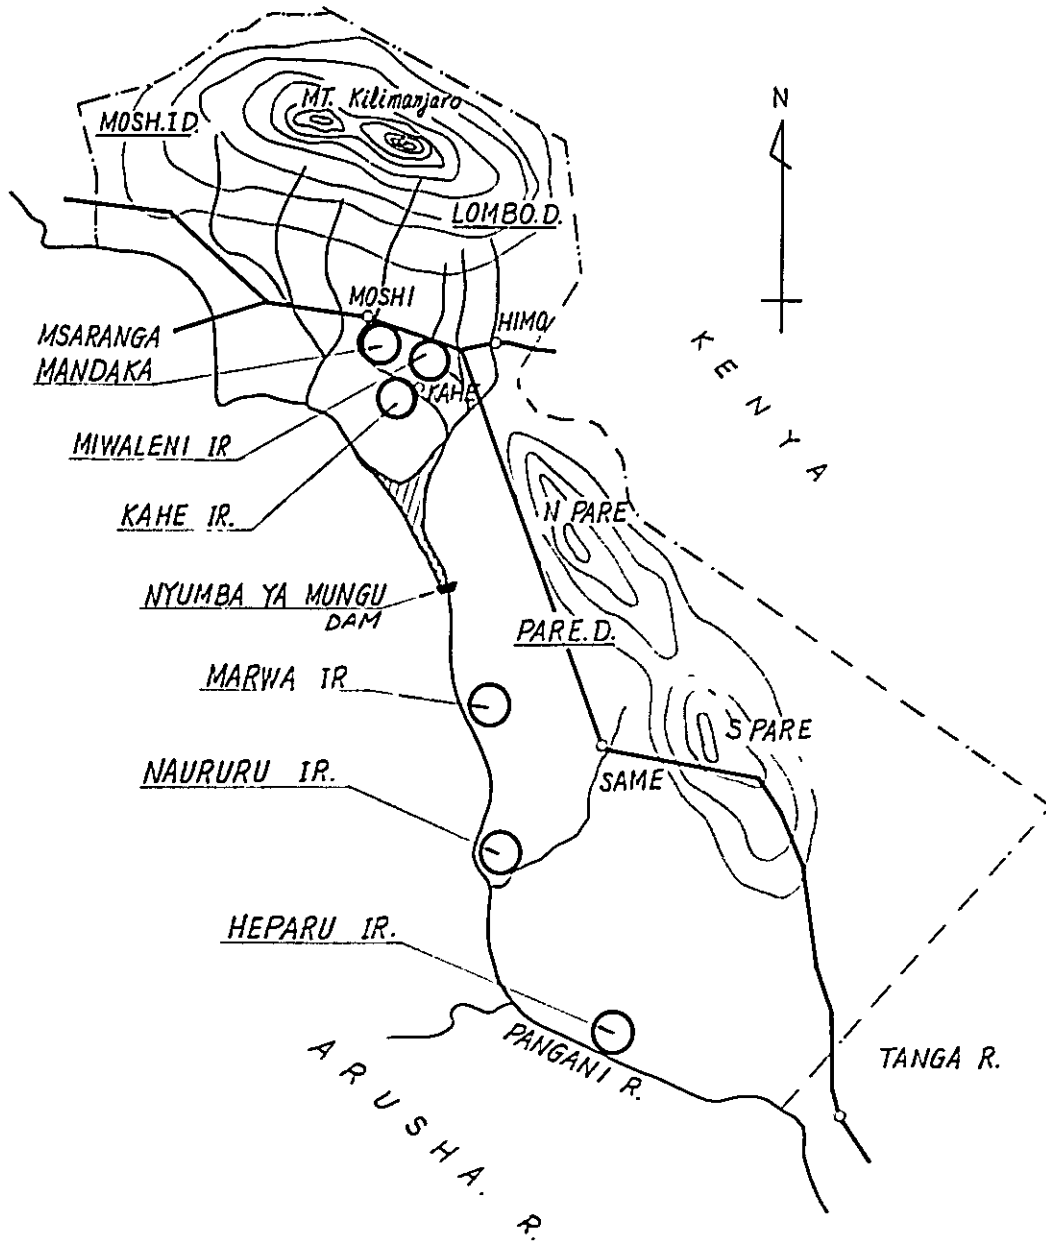 MT. Kilimanjaro
MOSH.I D.
N
LOMBO.D.
MOSHI
HIMO
MSARANGA
MANDAKA
KENYA
KAHE
MIWALENI IR
KAHE IR.
N PARE
NYUMBA YA MUNGU
DAM
PARE.D.
MARWA IR
S PARE
NAURURU IR.
SAME
HEPARU IR.
PANGANI R.
TANGA R.
ARUSHA. R.